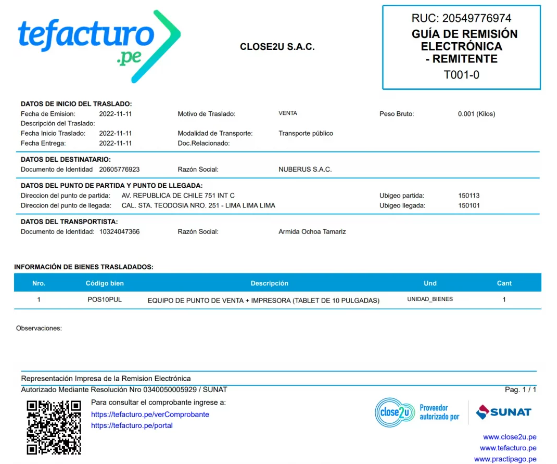 tefacturo
.pe
CLOSE2U S.A.C.
RUC: 20549776974
GUÍA DE REMISIÓN
ELECTRÓNICA
- REMITENTE
T001-0
DATOS DE INICIO DEL TRASLADO:
Fecha de Emision: 2022-11-11 Motivo de Traslado: VENTA Peso Bruto: 0.001 (Kilos)
Descripción del Traslado:
Fecha Inicio Traslado: 2022-11-11 Modalidad de Transporte: Transporte público
Fecha Entrega: 2022-11-11 Doc.Relacionado:
DATOS DEL DESTINATARIO:
Documento de Identidad 20605776923 Razón Social: NUBERUS S.A.C.
DATOS DEL PUNTO DE PARTIDA Y PUNTO DE LLEGADA:
Direccion del punto de partida: AV. REPUBLICA DE CHILE 751 INT C Ubigeo partida: 150113
Direccion del punto de llegada: CAL. STA. TEODOSIA NRO. 251 - LIMA LIMA LIMA Ubigeo llegada: 150101
DATOS DEL TRANSPORTISTA:
Documento de Identidad: 10324047366 Razón Social: Armida Ochoa Tamariz
INFORMACIÓN DE BIENES TRASLADADOS:
Nro. Código bien Descripción Und Cant
1 POS10PUL EQUIPO DE PUNTO DE VENTA + IMPRESORA (TABLET DE 10 PULGADAS) UNIDAD_BIENES 1
Observaciones:
Representación Impresa de la Remision Electrónica
Autorizado Mediante Resolución Nro 0340050005929 / SUNAT Pag. 1 / 1
Para consultar el comprobante ingrese a:
https://tefacturo.pe/verComprobante
https://tefacturo.pe/portal
close2u Proveedor autorizado por SUNAT
www.close2u.pe
www.tefacturo.pe
www.practipago.pe